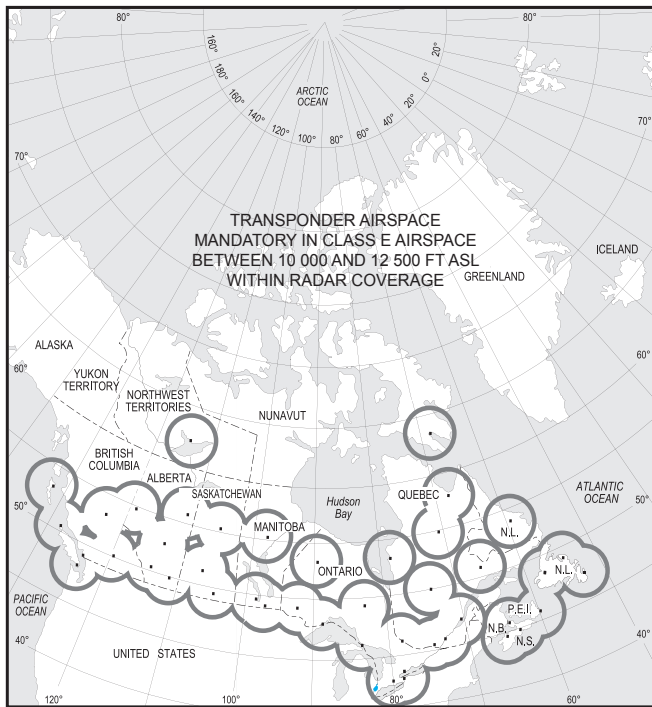 80°
80°
160°
180°
160°
140°
120°
100°
80°
60°
40°
20°
0°
20°
ARCTIC
OCEAN
70°
70°
TRANSPONDER AIRSPACE
MANDATORY IN CLASS E AIRSPACE
BETWEEN 10 000 AND 12 500 FT ASL
WITHIN RADAR COVERAGE
GREENLAND
ICELAND
ALASKA
60°
60°
YUKON
TERRITORY
NORTHWEST
TERRITORIES
NUNAVUT
BRITISH
COLUMBIA
ALBERTA
SASKATCHEWAN
MANITOBA
Hudson
Bay
QUEBEC
ATLANTIC
OCEAN
50°
50°
N.L.
ONTARIO
N.L.
P.E.I.
N.B.
N.S.
PACIFIC
OCEAN
40°
40°
UNITED STATES
120°
100°
80°
60°